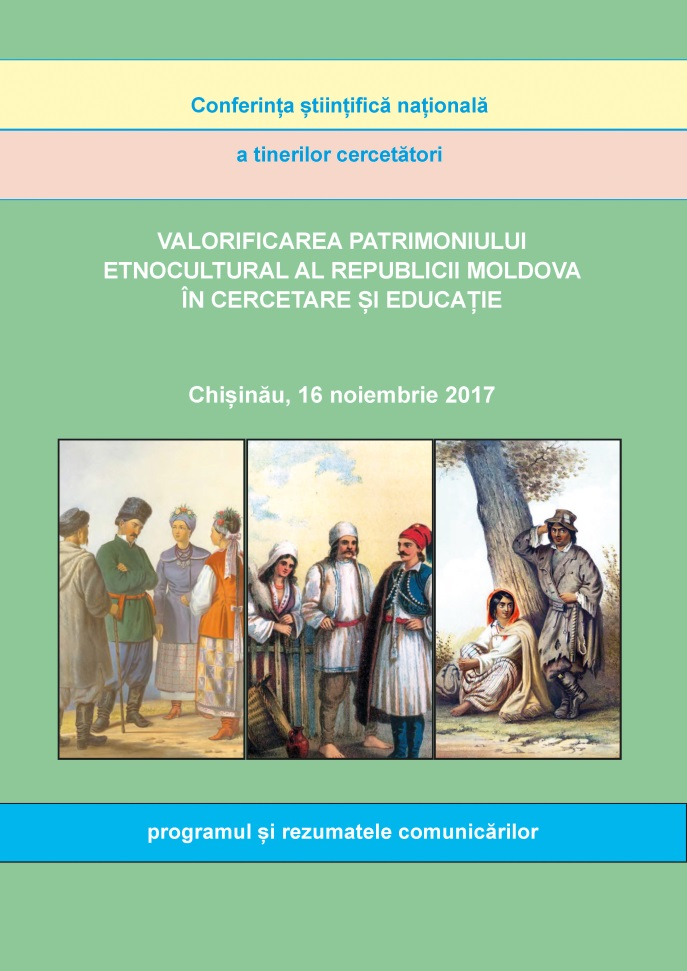 Conferința științifică națională
a tinerilor cercetători
VALORIFICAREA PATRIMONIULUI
ETNOCULTURAL AL REPUBLICII MOLDOVA
ÎN CERCETARE ȘI EDUCAȚIE
Chișinău, 16 noiembrie 2017
programul și rezumatele comunicărilor